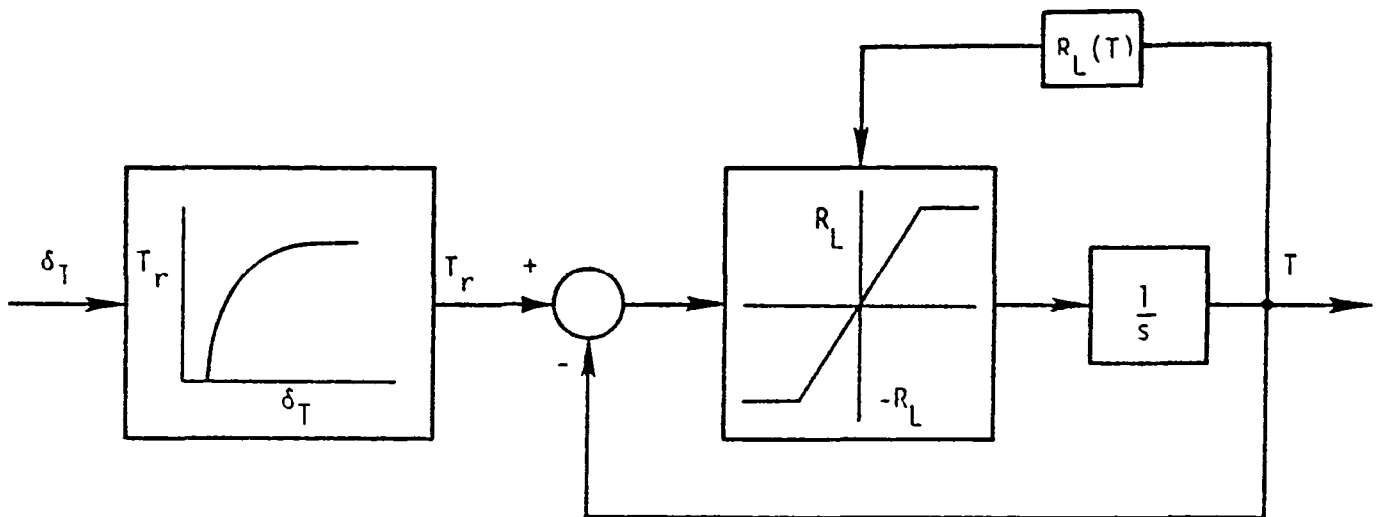 R_L(T)
δ_T
T_r
δ_T
T_r
+
-
R_L
-R_L
1
s
T